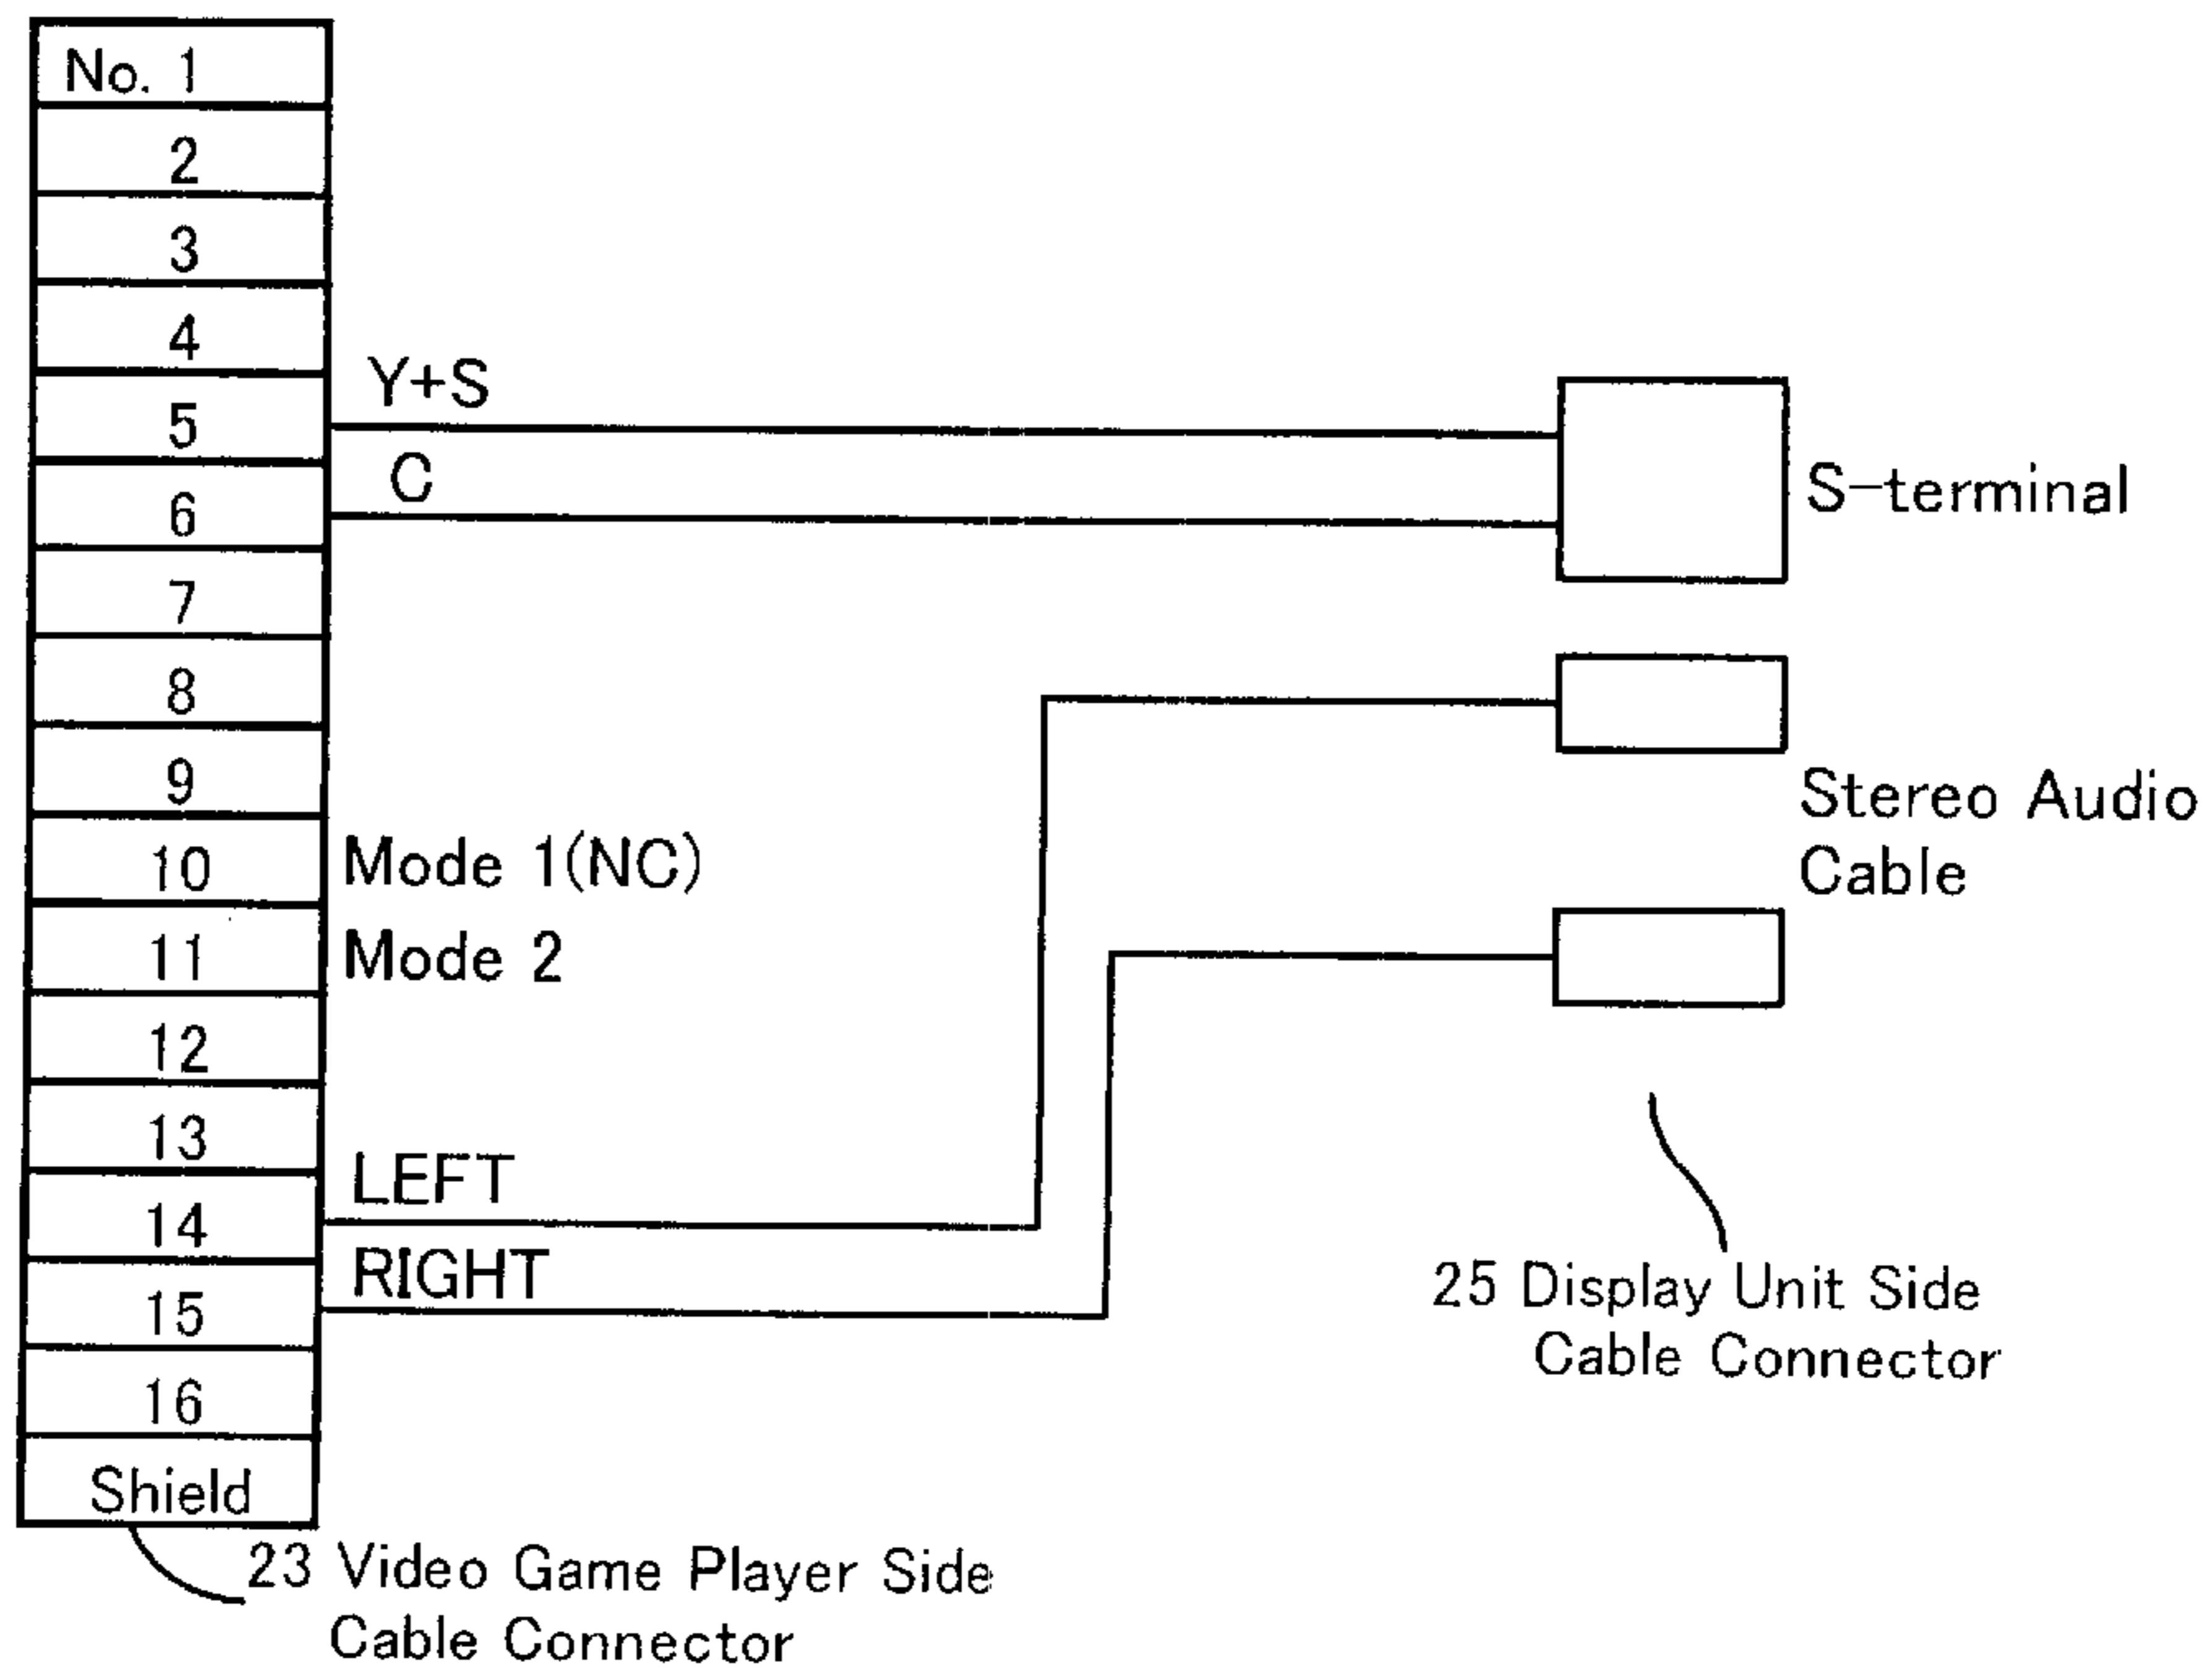 No. 1
2
3
4
Y+S
5
C
6
S-terminal
7
8
9
Stereo Audio
Cable
10
Mode 1(NC)
11
Mode 2
12
13
LEFT
14
RIGHT
15
16
Shield
25 Display Unit Side
Cable Connector
23 Video Game Player Side
Cable Connector